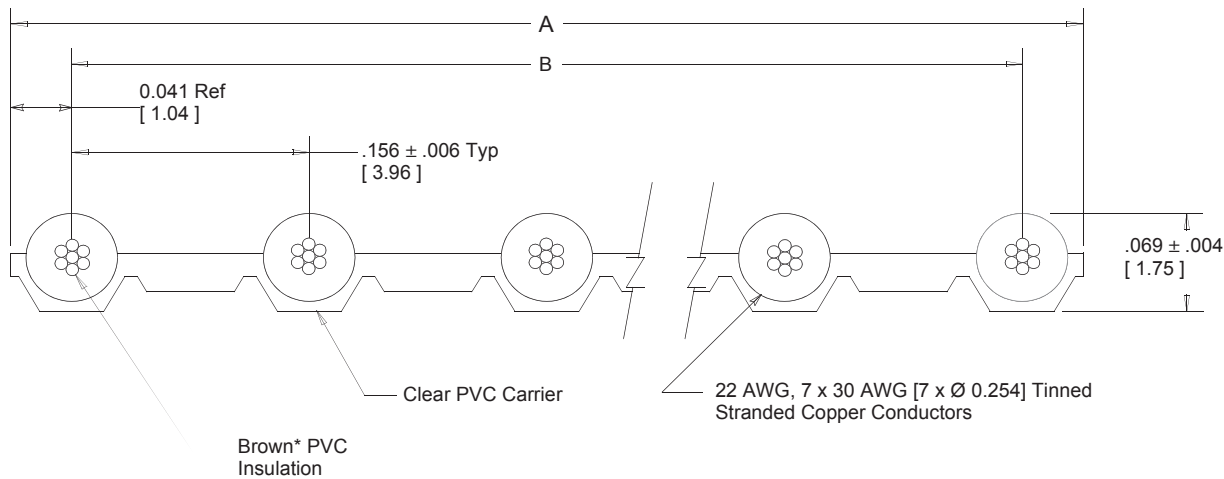 A
B
0.041 Ref
[ 1.04 ]
.156 ± .006 Typ
[ 3.96 ]
.069 ± .004
[ 1.75 ]
Clear PVC Carrier
22 AWG, 7 x 30 AWG [7 x Ø 0.254] Tinned
Stranded Copper Conductors
Brown* PVC
Insulation